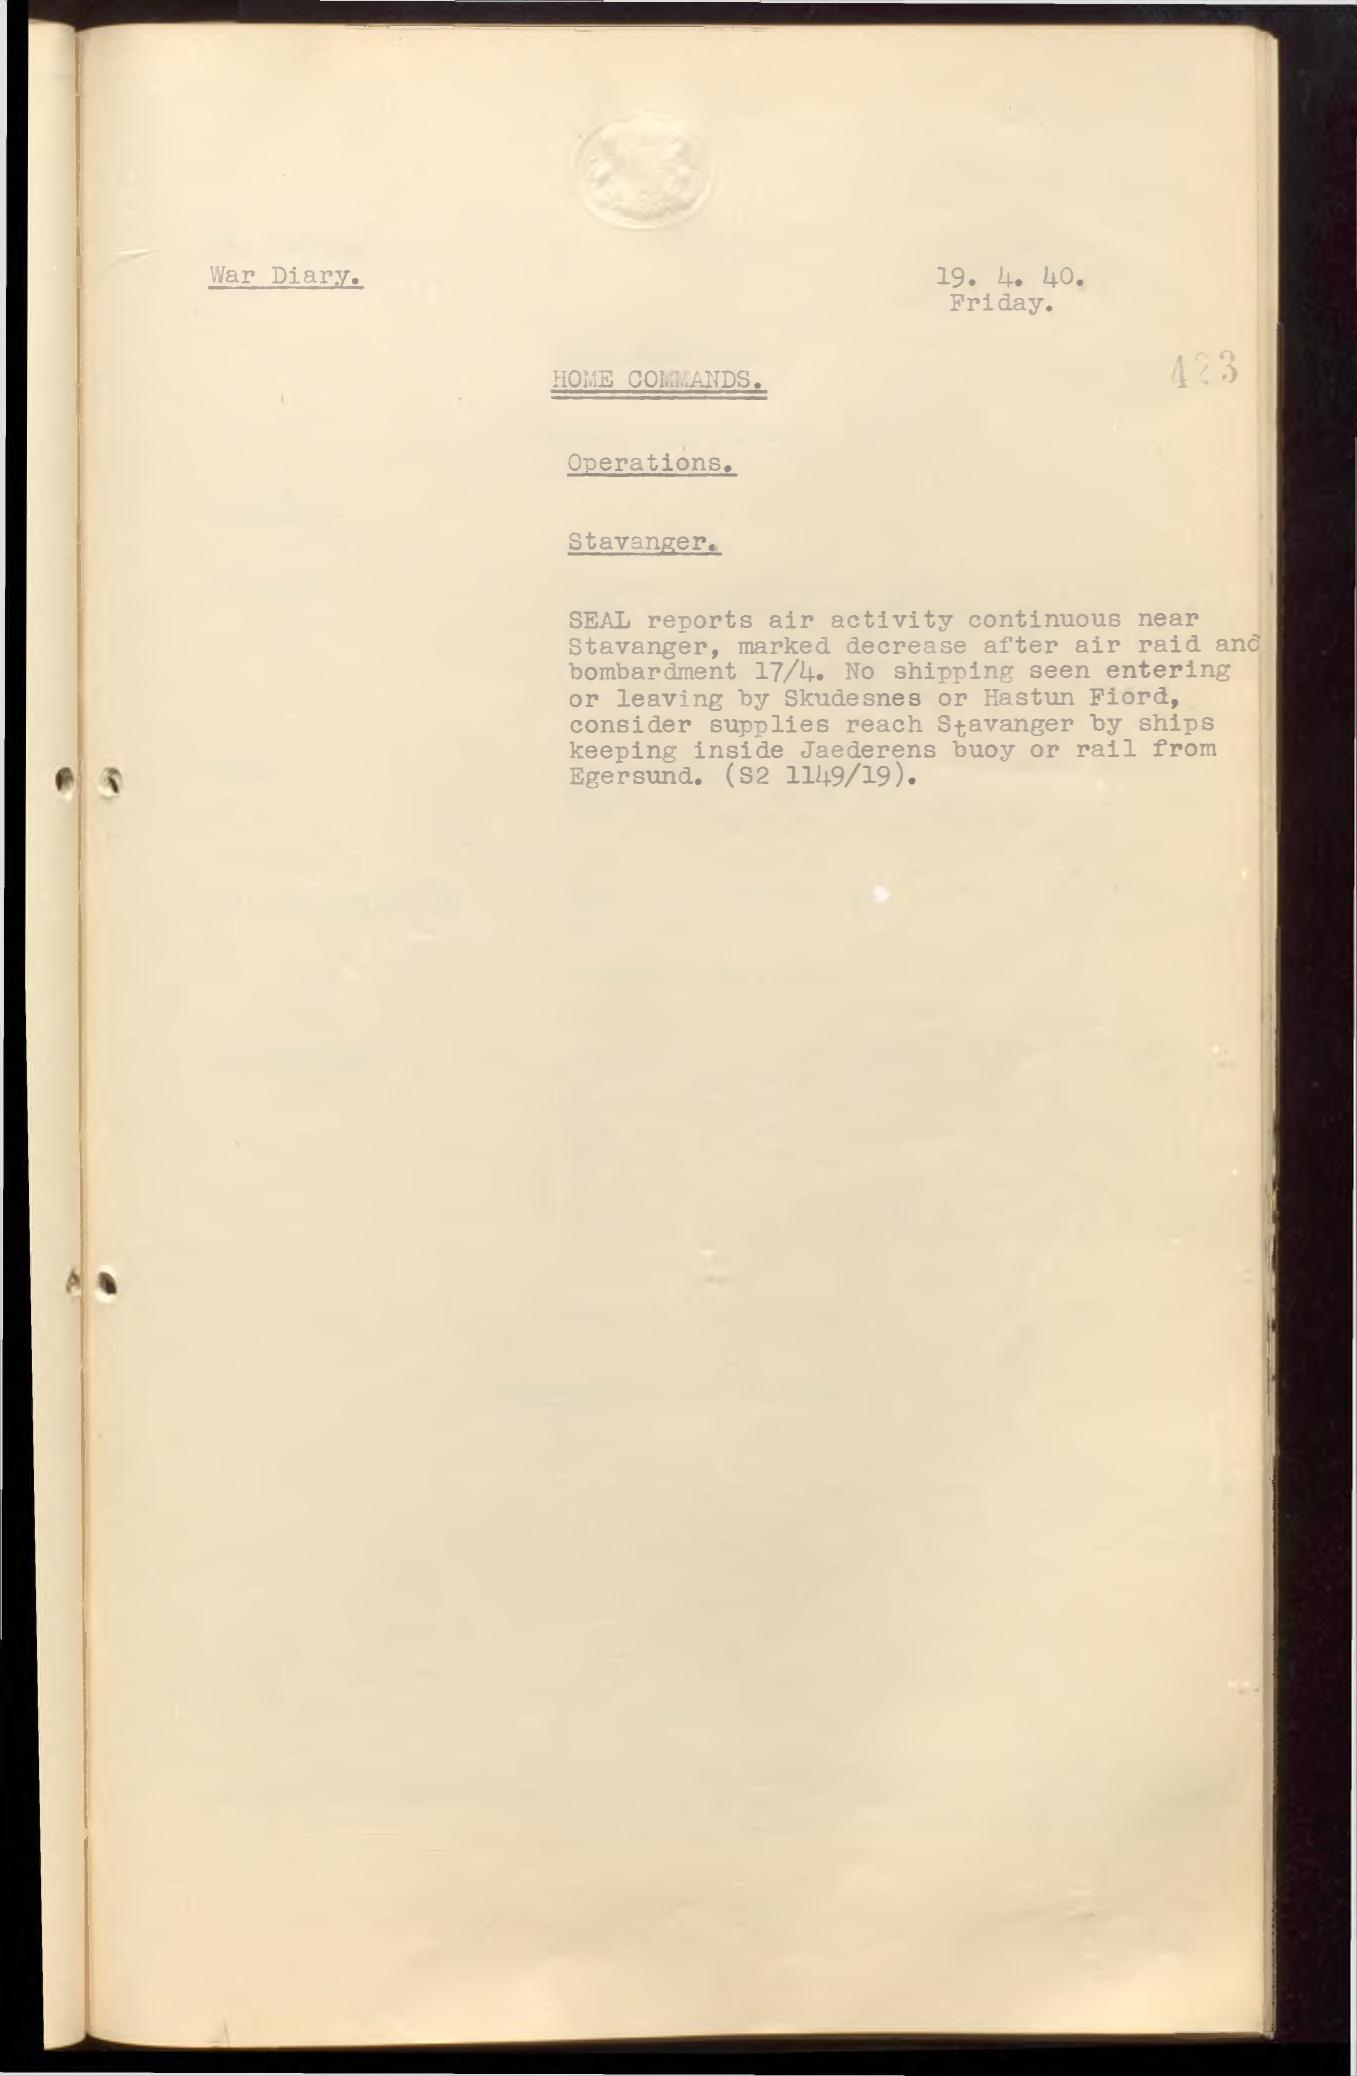 War Diary.
19. 4. 40.
Friday.
423
HOME COMMANDS.
Operations.
Stavanger.
SEAL reports air activity continuous near
Stavanger, marked decrease after air raid and
bombardment 17/4. No shipping seen entering
or leaving by Skudesnes or Hastun Fiord,
consider supplies reach Stavanger by ships
keeping inside Jaederens buoy or rail from
Egersund. (S2 1149/19).